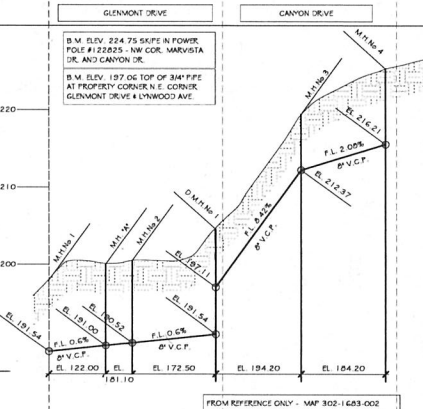 GLENMONT DRIVE
CANYON DRIVE
B.M. ELEV. 224.75 SKIFE IN POWER
POLE #122825 - NW COR. MARVISTA
DR. AND CANYON DR.
B.M. ELEV. 197.06 TOP OF 3/4" PIPE
AT PROPERTY CORNER N.E. CORNER
GLENMONT DRIVE & LYNWOOD AVE.
M.H. No 4
M.H. No 3
220
EL. 216.21
F.L. 2.08%
8" V.C.P.
EL. 212.37
210
D.M.H. No 1
M.H. No 1
M.H. "A"
M.H. No 2
F.L. 8.42%
8" V.C.P.
200
EL. 197.11
EL. 191.54
EL. 191.00
EL. 190.52
EL. 191.54
F.L. 0.6%
8" V.C.P.
F.L. 0.6%
8" V.C.P.
EL. 122.00
EL.
181.10
EL. 172.50
EL. 194.20
EL. 184.20
FROM REFERENCE ONLY - MAP 302-1683-002